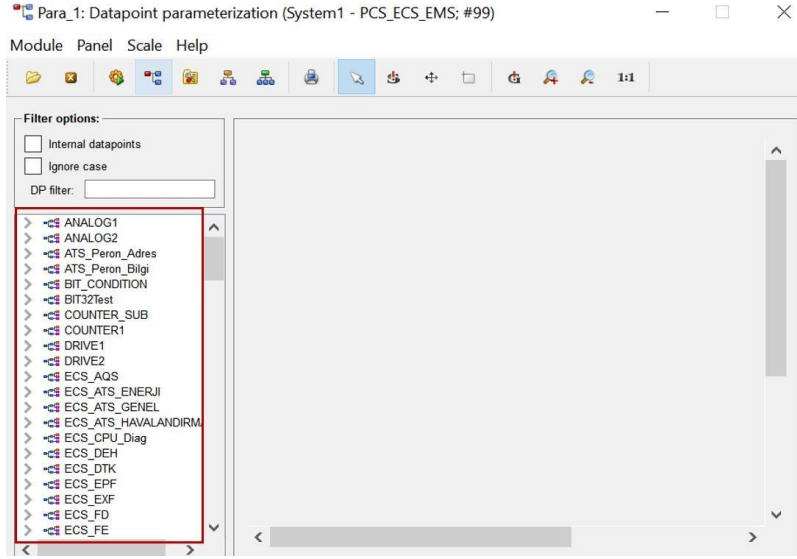 Para_1: Datapoint parameterization (System1 - PCS_ECS_EMS; #99)
Module Panel Scale Help
1:1
Filter options:
Internal datapoints
Ignore case
DP filter:
ANALOG1
ANALOG2
ATS_Peron_Adres
ATS_Peron_Bilgi
BIT_CONDITION
BIT32Test
COUNTER_SUB
COUNTER1
DRIVE1
DRIVE2
ECS_AQS
ECS_ATS_ENERJI
ECS_ATS_GENEL
ECS_ATS_HAVALANDIRM
ECS_CPU_Diag
ECS_DEH
ECS_DTK
ECS_EPF
ECS_EXF
ECS_FD
ECS_FE